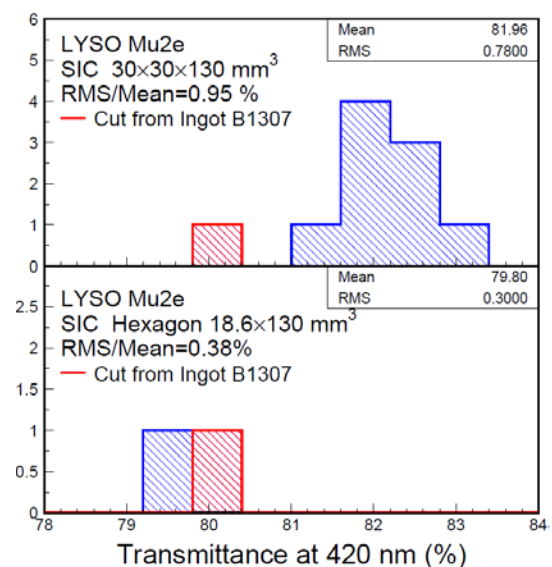 6
5
4
3
2
1
0
LYSO Mu2e
SIC 30×30×130 mm³
RMS/Mean=0.95 %
Cut from Ingot B1307
Mean 81.96
RMS 0.7800
2.5
2
1.5
1
0.5
0
LYSO Mu2e
SIC Hexagon 18.6×130 mm³
RMS/Mean=0.38%
Cut from Ingot B1307
Mean 79.80
RMS 0.3000
78 79 80 81 82 83 84
Transmittance at 420 nm (%)